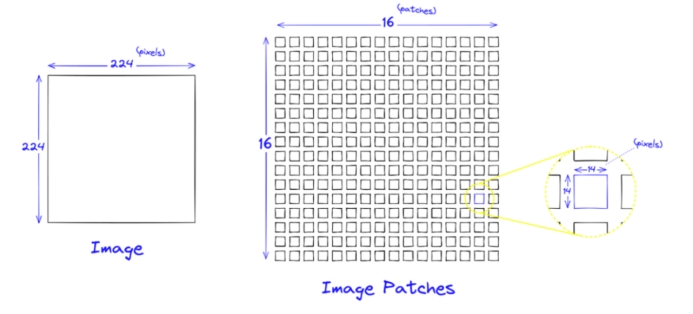 (pixels)
224
224
Image
(patches)
16
16
Image Patches
(pixels)
14
14